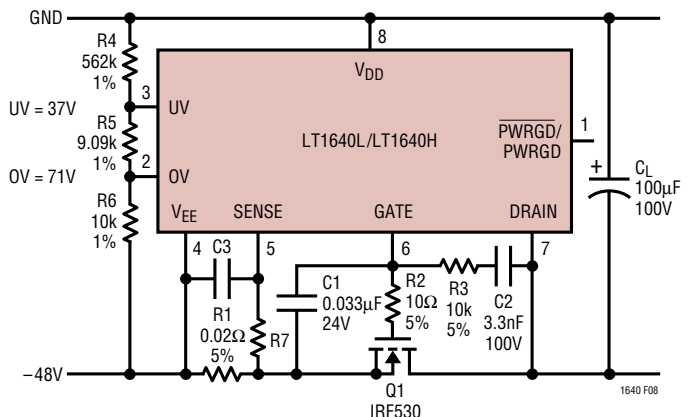 GND
R4
562k
1%
8
VDD
UV = 37V
3
UV
R5
9.09k
1%
LT1640L/LT1640H
PWRGD/
PWRGD
1
OV = 71V
2
OV
R6
10k
1%
VEE
SENSE
GATE
DRAIN
+
CL
100µF
100V
4
5
6
7
C3
C1
0.033µF
24V
R2
10Ω
5%
R3
10k
5%
C2
3.3nF
100V
R1
0.02Ω
5%
R7
−48V
Q1
IRF530
1640 F08